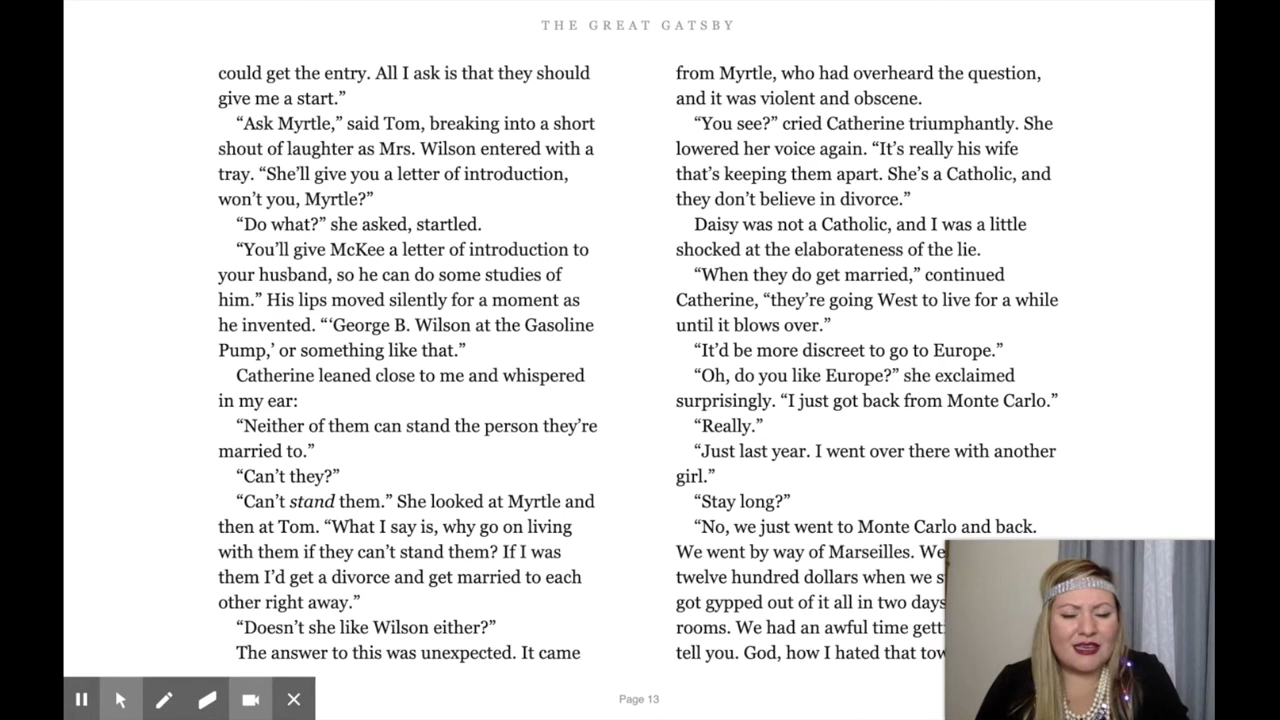 THE GREAT GATSBY
could get the entry. All I ask is that they should
give me a start.”
“Ask Myrtle,” said Tom, breaking into a short
shout of laughter as Mrs. Wilson entered with a
tray. “She’ll give you a letter of introduction,
won’t you, Myrtle?”
“Do what?” she asked, startled.
“You’ll give McKee a letter of introduction to
your husband, so he can do some studies of
him.” His lips moved silently for a moment as
he invented. “‘George B. Wilson at the Gasoline
Pump,’ or something like that.”
Catherine leaned close to me and whispered
in my ear:
“Neither of them can stand the person they’re
married to.”
“Can’t they?”
“Can’t stand them.” She looked at Myrtle and
then at Tom. “What I say is, why go on living
with them if they can’t stand them? If I was
them I’d get a divorce and get married to each
other right away.”
“Doesn’t she like Wilson either?”
The answer to this was unexpected. It came
from Myrtle, who had overheard the question,
and it was violent and obscene.
“You see?” cried Catherine triumphantly. She
lowered her voice again. “It’s really his wife
that’s keeping them apart. She’s a Catholic, and
they don’t believe in divorce.”
Daisy was not a Catholic, and I was a little
shocked at the elaborateness of the lie.
“When they do get married,” continued
Catherine, “they’re going West to live for a while
until it blows over.”
“It’d be more discreet to go to Europe.”
“Oh, do you like Europe?” she exclaimed
surprisingly. “I just got back from Monte Carlo.”
“Really.”
“Just last year. I went over there with another
girl.”
“Stay long?”
“No, we just went to Monte Carlo and back.
We went by way of Marseilles. We
twelve hundred dollars when we
got gypped out of it all in two days
rooms. We had an awful time
tell you. God, how I hated that
Page 13